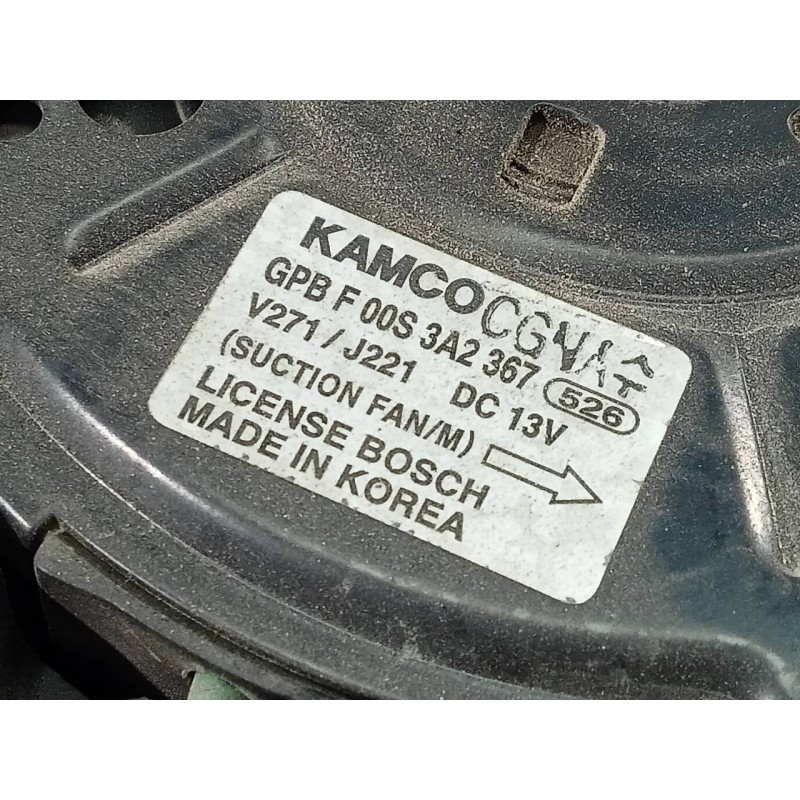 KAMCO
GPB F 00S 3A2 367 526
V271 / J221 DC 13V
(SUCTION FAN/M)
LICENSE BOSCH
MADE IN KOREA